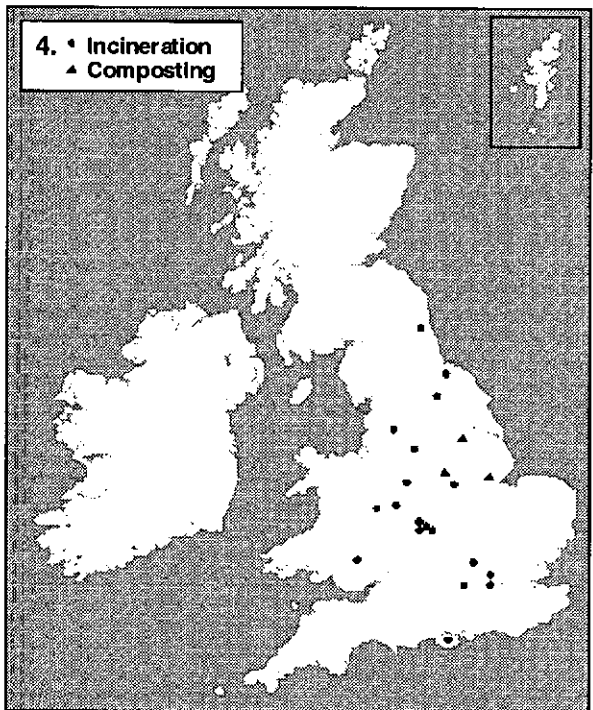 4. • Incineration
▲ Composting